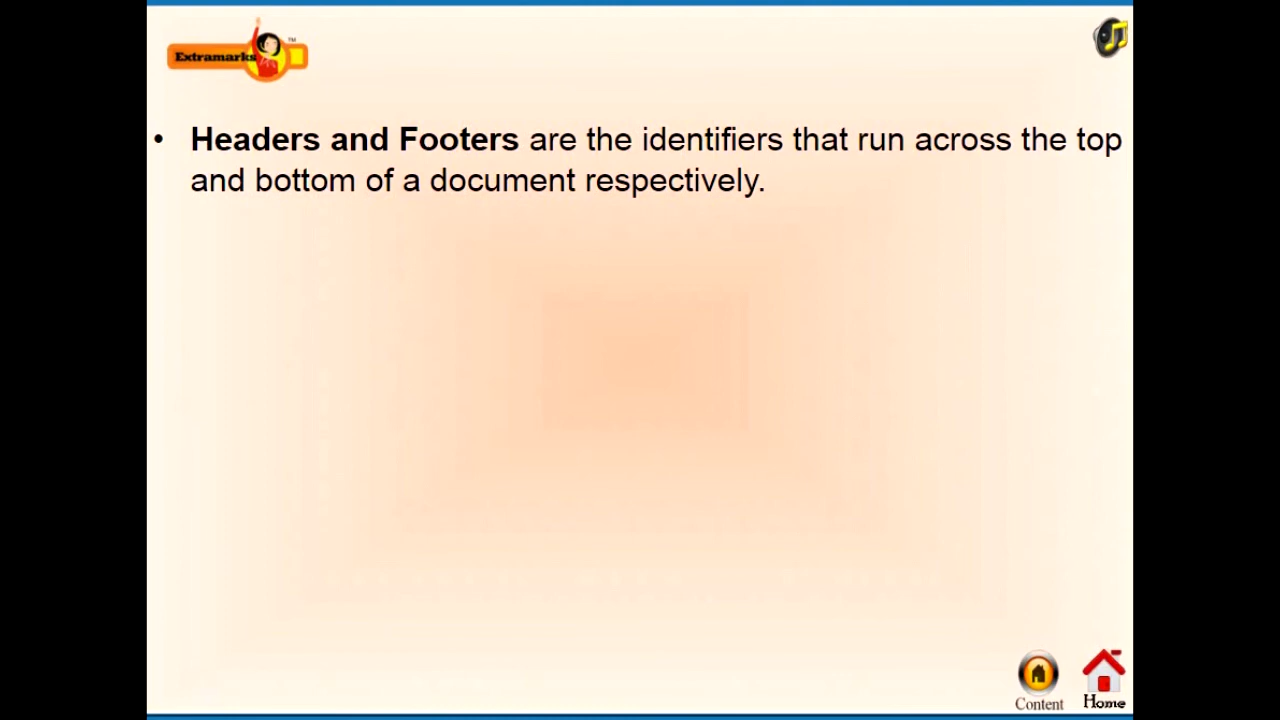 Extramarks ™
• Headers and Footers are the identifiers that run across the top
and bottom of a document respectively.
Content
Home